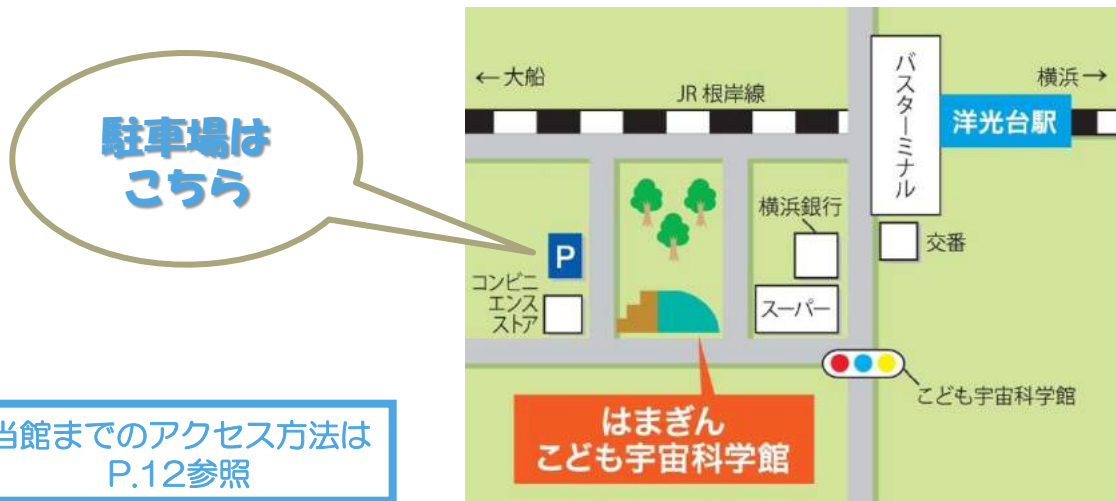 駐車場は
こちら
当館までのアクセス方法は
P.12参照
←大船
JR 根岸線
バスターミナル
横浜→
洋光台駅
横浜銀行
交番
P
コンビニ
エンス
ストア
スーパー
こども宇宙科学館
はまぎん
こども宇宙科学館